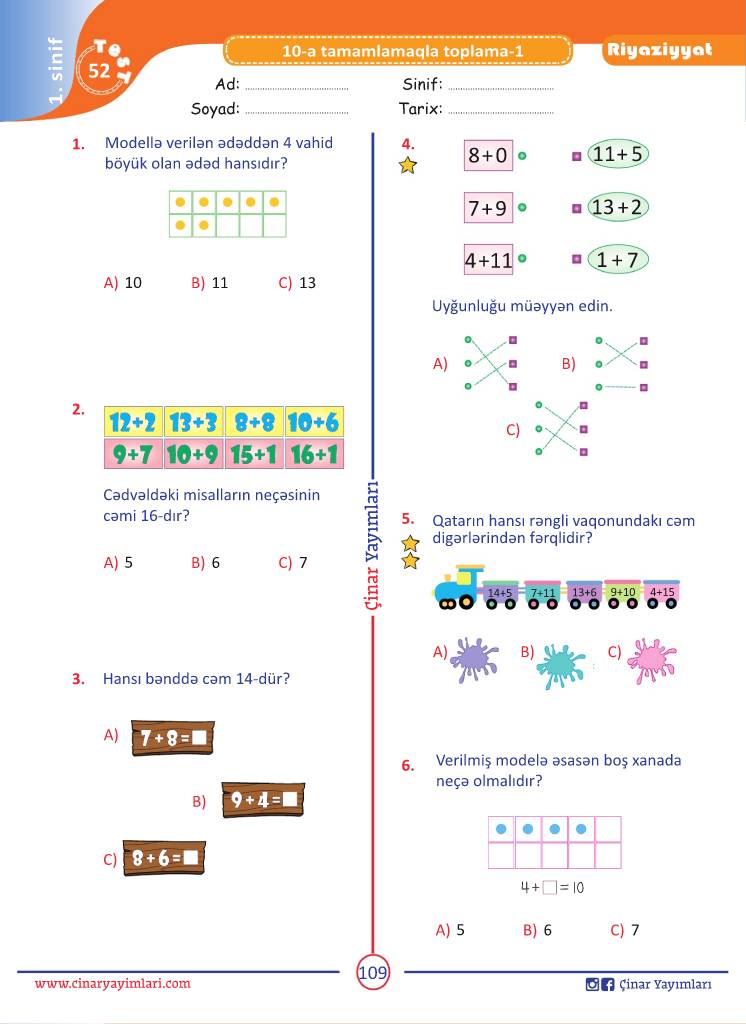 1. sinif
TEST
52
10-a tamamlamaqla toplama-1
Riyaziyyat
Ad: ....................................
Sinif: ....................................
Soyad: ....................................
Tarix: ....................................
1. Modellə verilən ədəddən 4 vahid
böyük olan ədəd hansıdır?
A) 10 B) 11 C) 13
2.
12+2 13+3 8+8 10+6
9+7 10+9 15+1 16+1
Cədvəldəki misalların neçəsinin
cəmi 16-dır?
A) 5 B) 6 C) 7
3. Hansı bənddə cəm 14-dür?
A) 7+8=
B) 9+4=
C) 8+6=
Çinar Yayımları
4.
8+0 11+5
7+9 13+2
4+11 1+7
Uyğunluğu müəyyən edin.
A) B)
C)
5. Qatarın hansı rəngli vaqonundakı cəm
digərlərindən fərqlidir?
14+5 7+11 13+6 9+10 4+15
A) B) C)
6. Verilmiş modelə əsasən boş xanada
neçə olmalıdır?
4+ =10
A) 5 B) 6 C) 7
www.cinaryayimlari.com
109
Çinar Yayımları